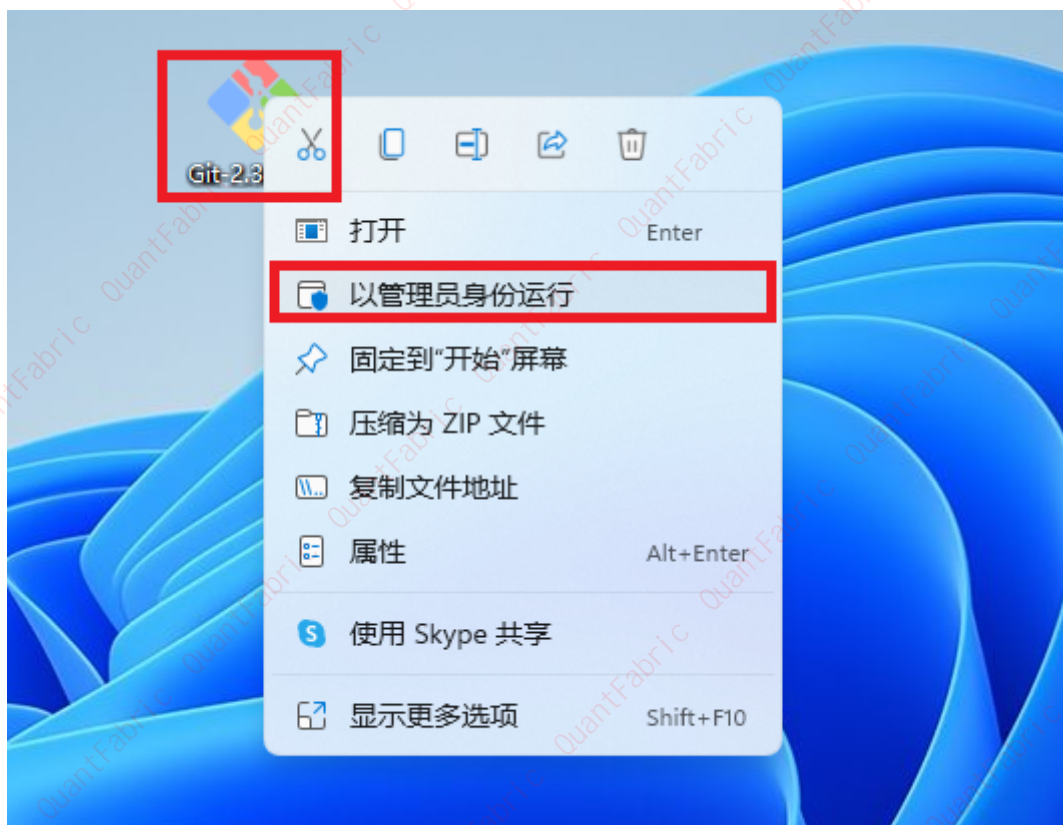 Git-2.3
打开 Enter
以管理员身份运行
固定到"开始"屏幕
压缩为 ZIP 文件
复制文件地址
属性 Alt+Enter
使用 Skype 共享
显示更多选项 Shift+F10
QuantFabric